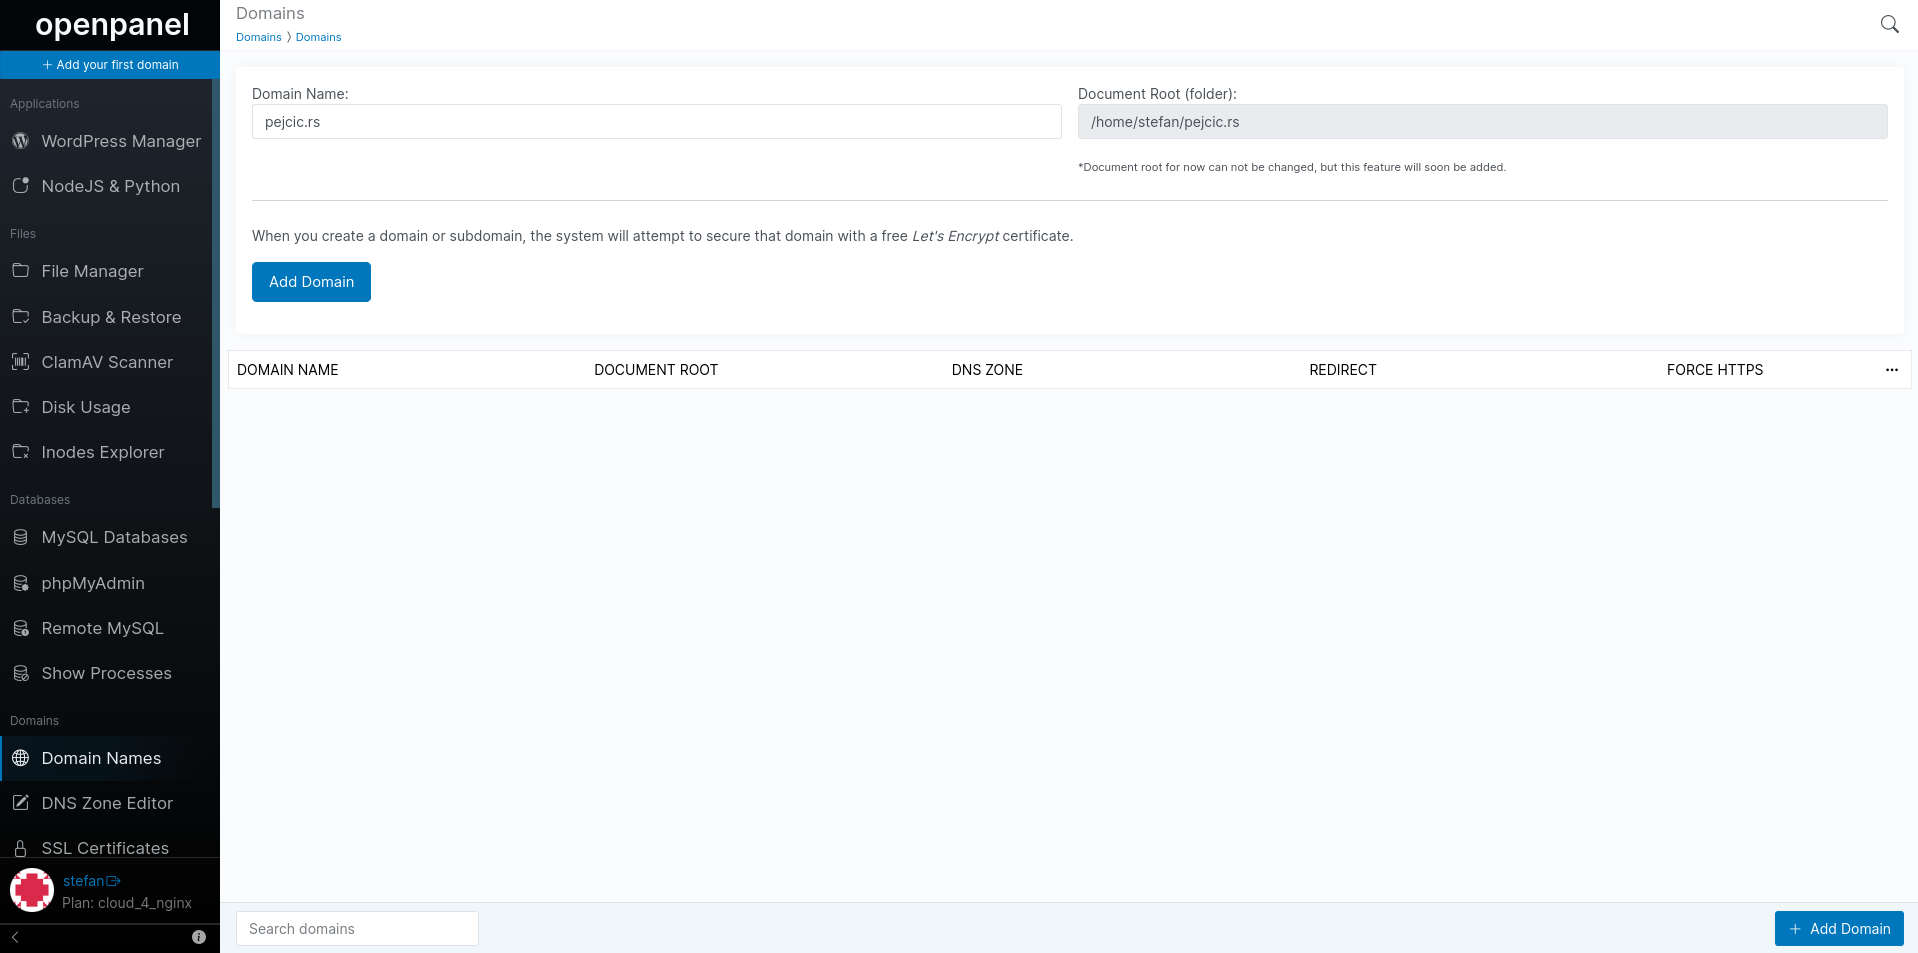 openpanel
+ Add your first domain
Applications
WordPress Manager
NodeJS & Python
Files
File Manager
Backup & Restore
ClamAV Scanner
Disk Usage
Inodes Explorer
Databases
MySQL Databases
phpMyAdmin
Remote MySQL
Show Processes
Domains
Domain Names
DNS Zone Editor
SSL Certificates
stefan
Plan: cloud_4_nginx
Domains
Domains 〉 Domains
Domain Name:
pejcic.rs
Document Root (folder):
/home/stefan/pejcic.rs
*Document root for now can not be changed, but this feature will soon be added.
When you create a domain or subdomain, the system will attempt to secure that domain with a free Let's Encrypt certificate.
Add Domain
DOMAIN NAME DOCUMENT ROOT DNS ZONE REDIRECT FORCE HTTPS ...
Search domains
+ Add Domain